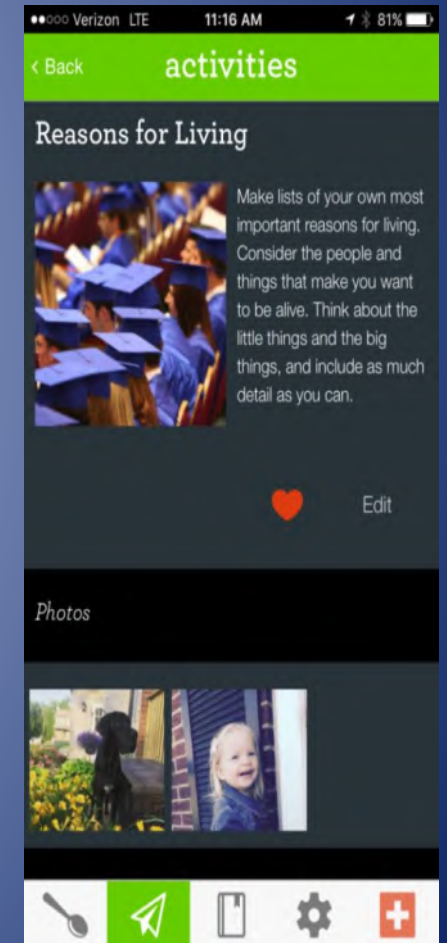 ●●○○○ Verizon LTE 11:16 AM 81%
< Back activities
Reasons for Living
Make lists of your own most
important reasons for living.
Consider the people and
things that make you want
to be alive. Think about the
little things and the big
things, and include as much
detail as you can.
Edit
Photos